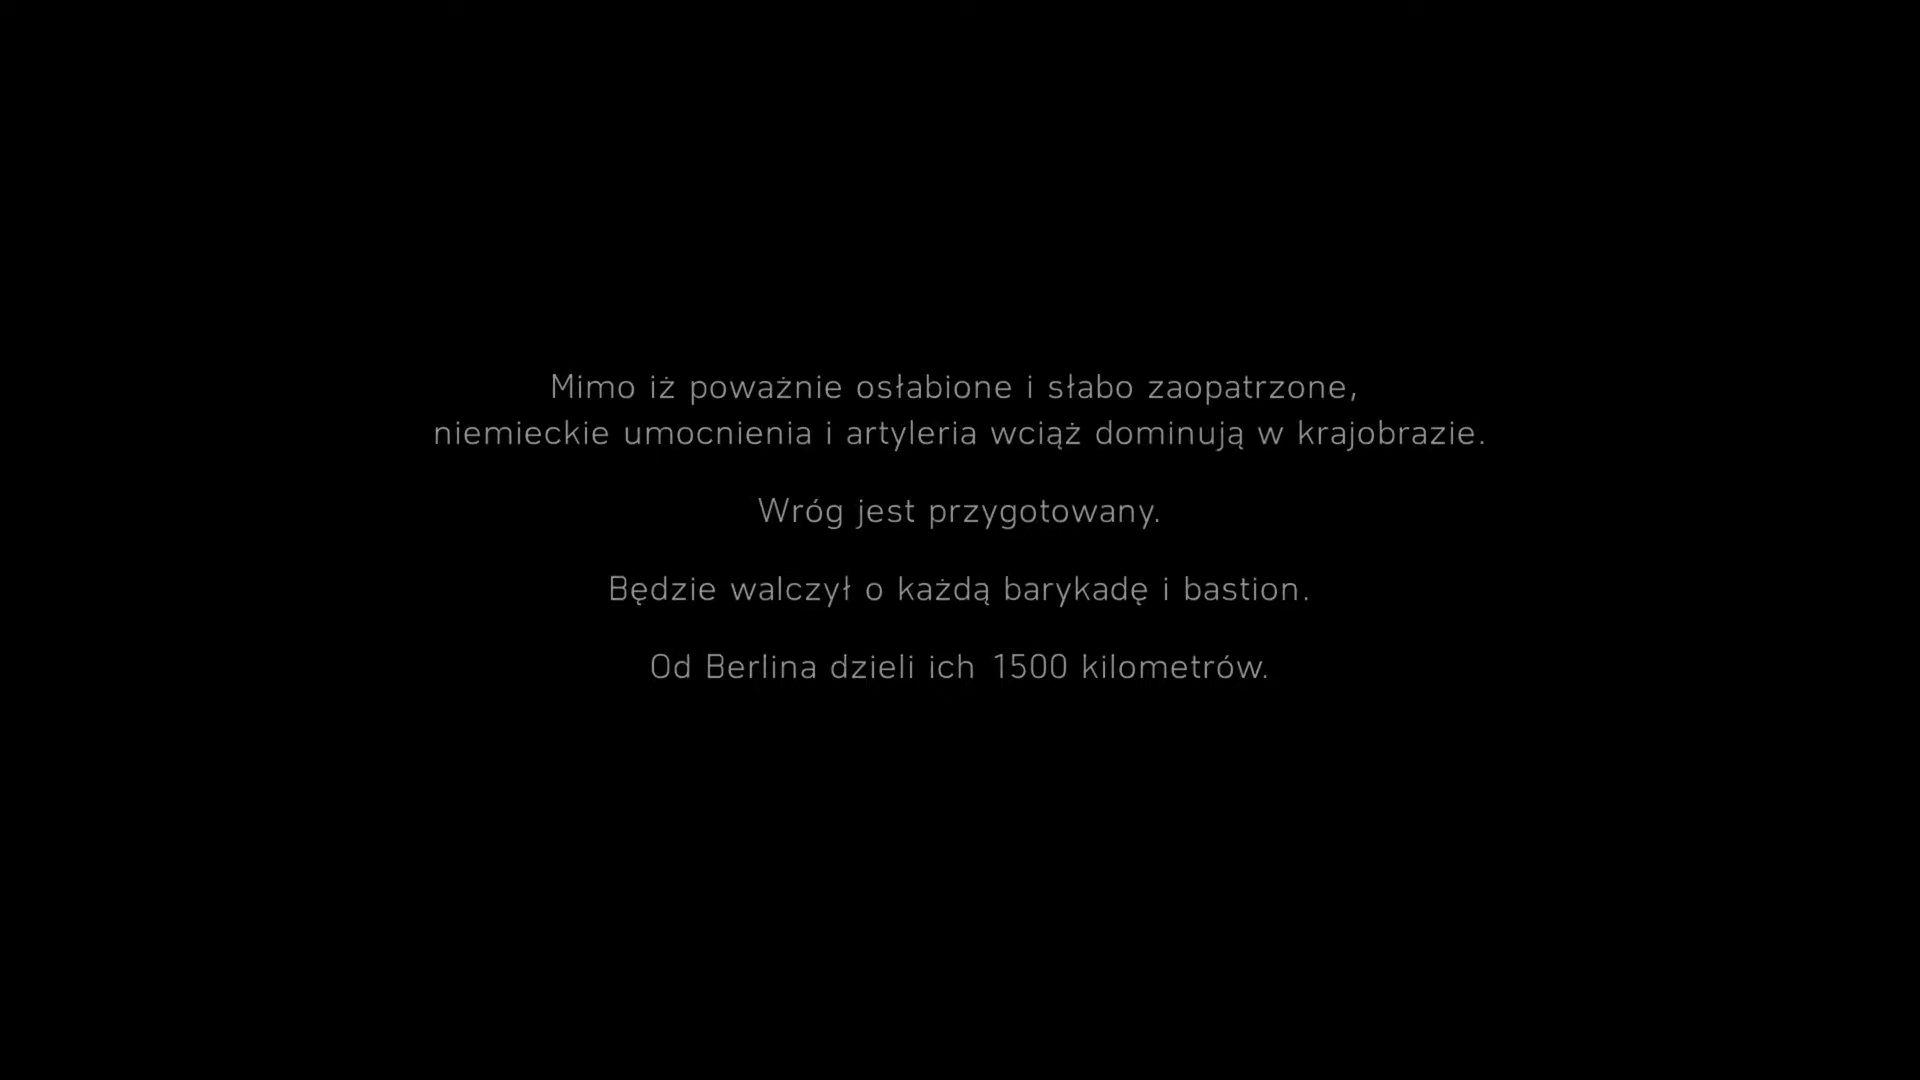 Mimo iż poważnie osłabione i słabo zaopatrzone,
niemieckie umocnienia i artyleria wciąż dominują w krajobrazie.
Wróg jest przygotowany.
Będzie walczył o każdą barykadę i bastion.
Od Berlina dzieli ich 1500 kilometrów.